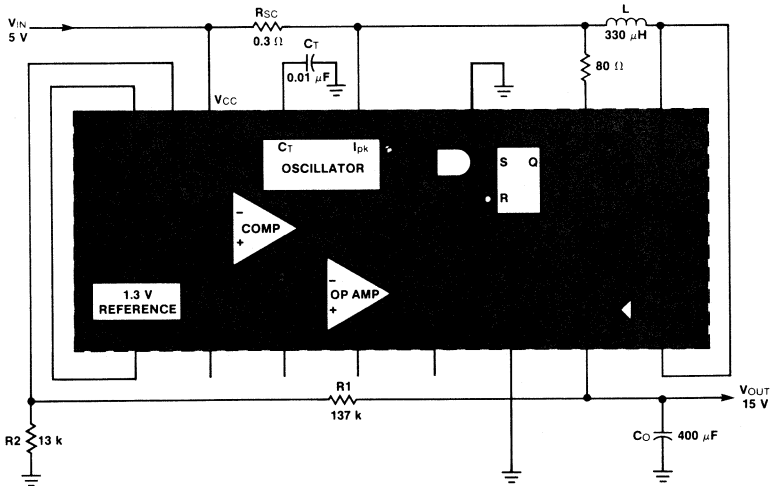 VIN
5 V
RSC
0.3 Ω
CT
0.01 µF
L
330 µH
80 Ω
VCC
CT Ipk
OSCILLATOR
S Q
R
−
COMP
+
−
OP AMP
+
1.3 V
REFERENCE
R1
137 k
VOUT
15 V
R2 13 k
CO 400 µF